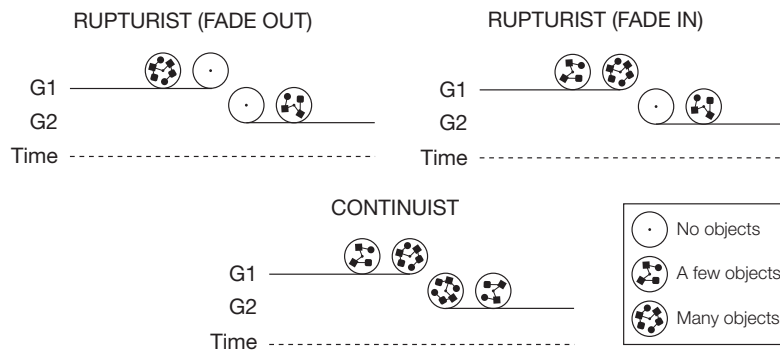 RUPTURIST (FADE OUT)
G1
G2
Time
RUPTURIST (FADE IN)
G1
G2
Time
CONTINUIST
G1
G2
Time
No objects
A few objects
Many objects